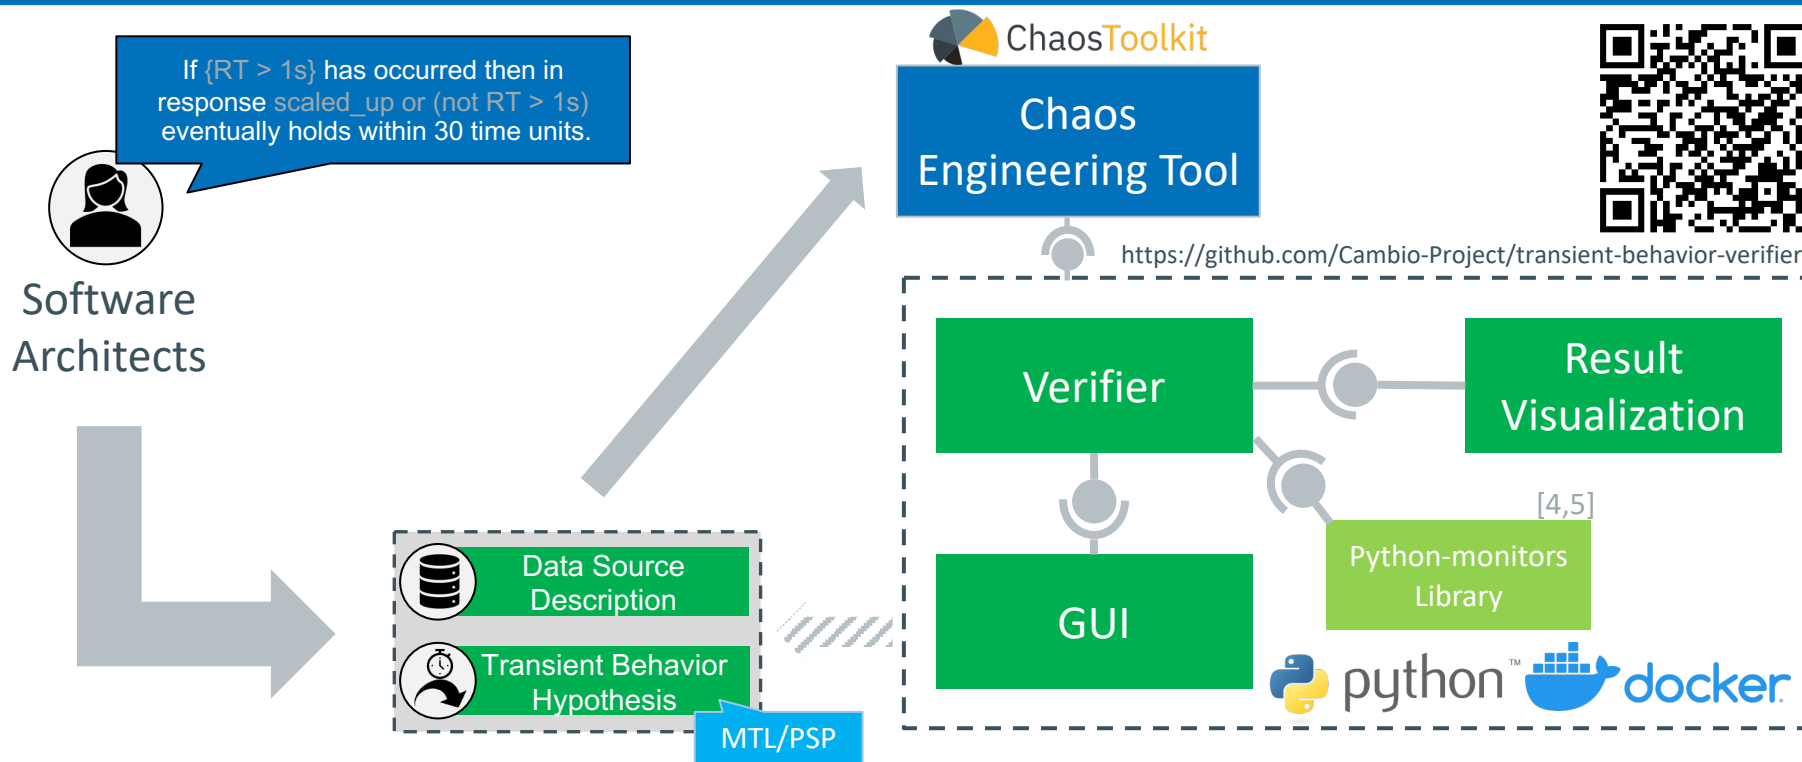 ChaosToolkit
If {RT > 1s} has occurred then in
response scaled_up or (not RT > 1s)
eventually holds within 30 time units.
Chaos
Engineering Tool
https://github.com/Cambio-Project/transient-behavior-verifier
Software
Architects
Verifier
Result
Visualization
[4,5]
Python-monitors
Library
Data Source
Description
GUI
Transient Behavior
Hypothesis
MTL/PSP
python™
docker